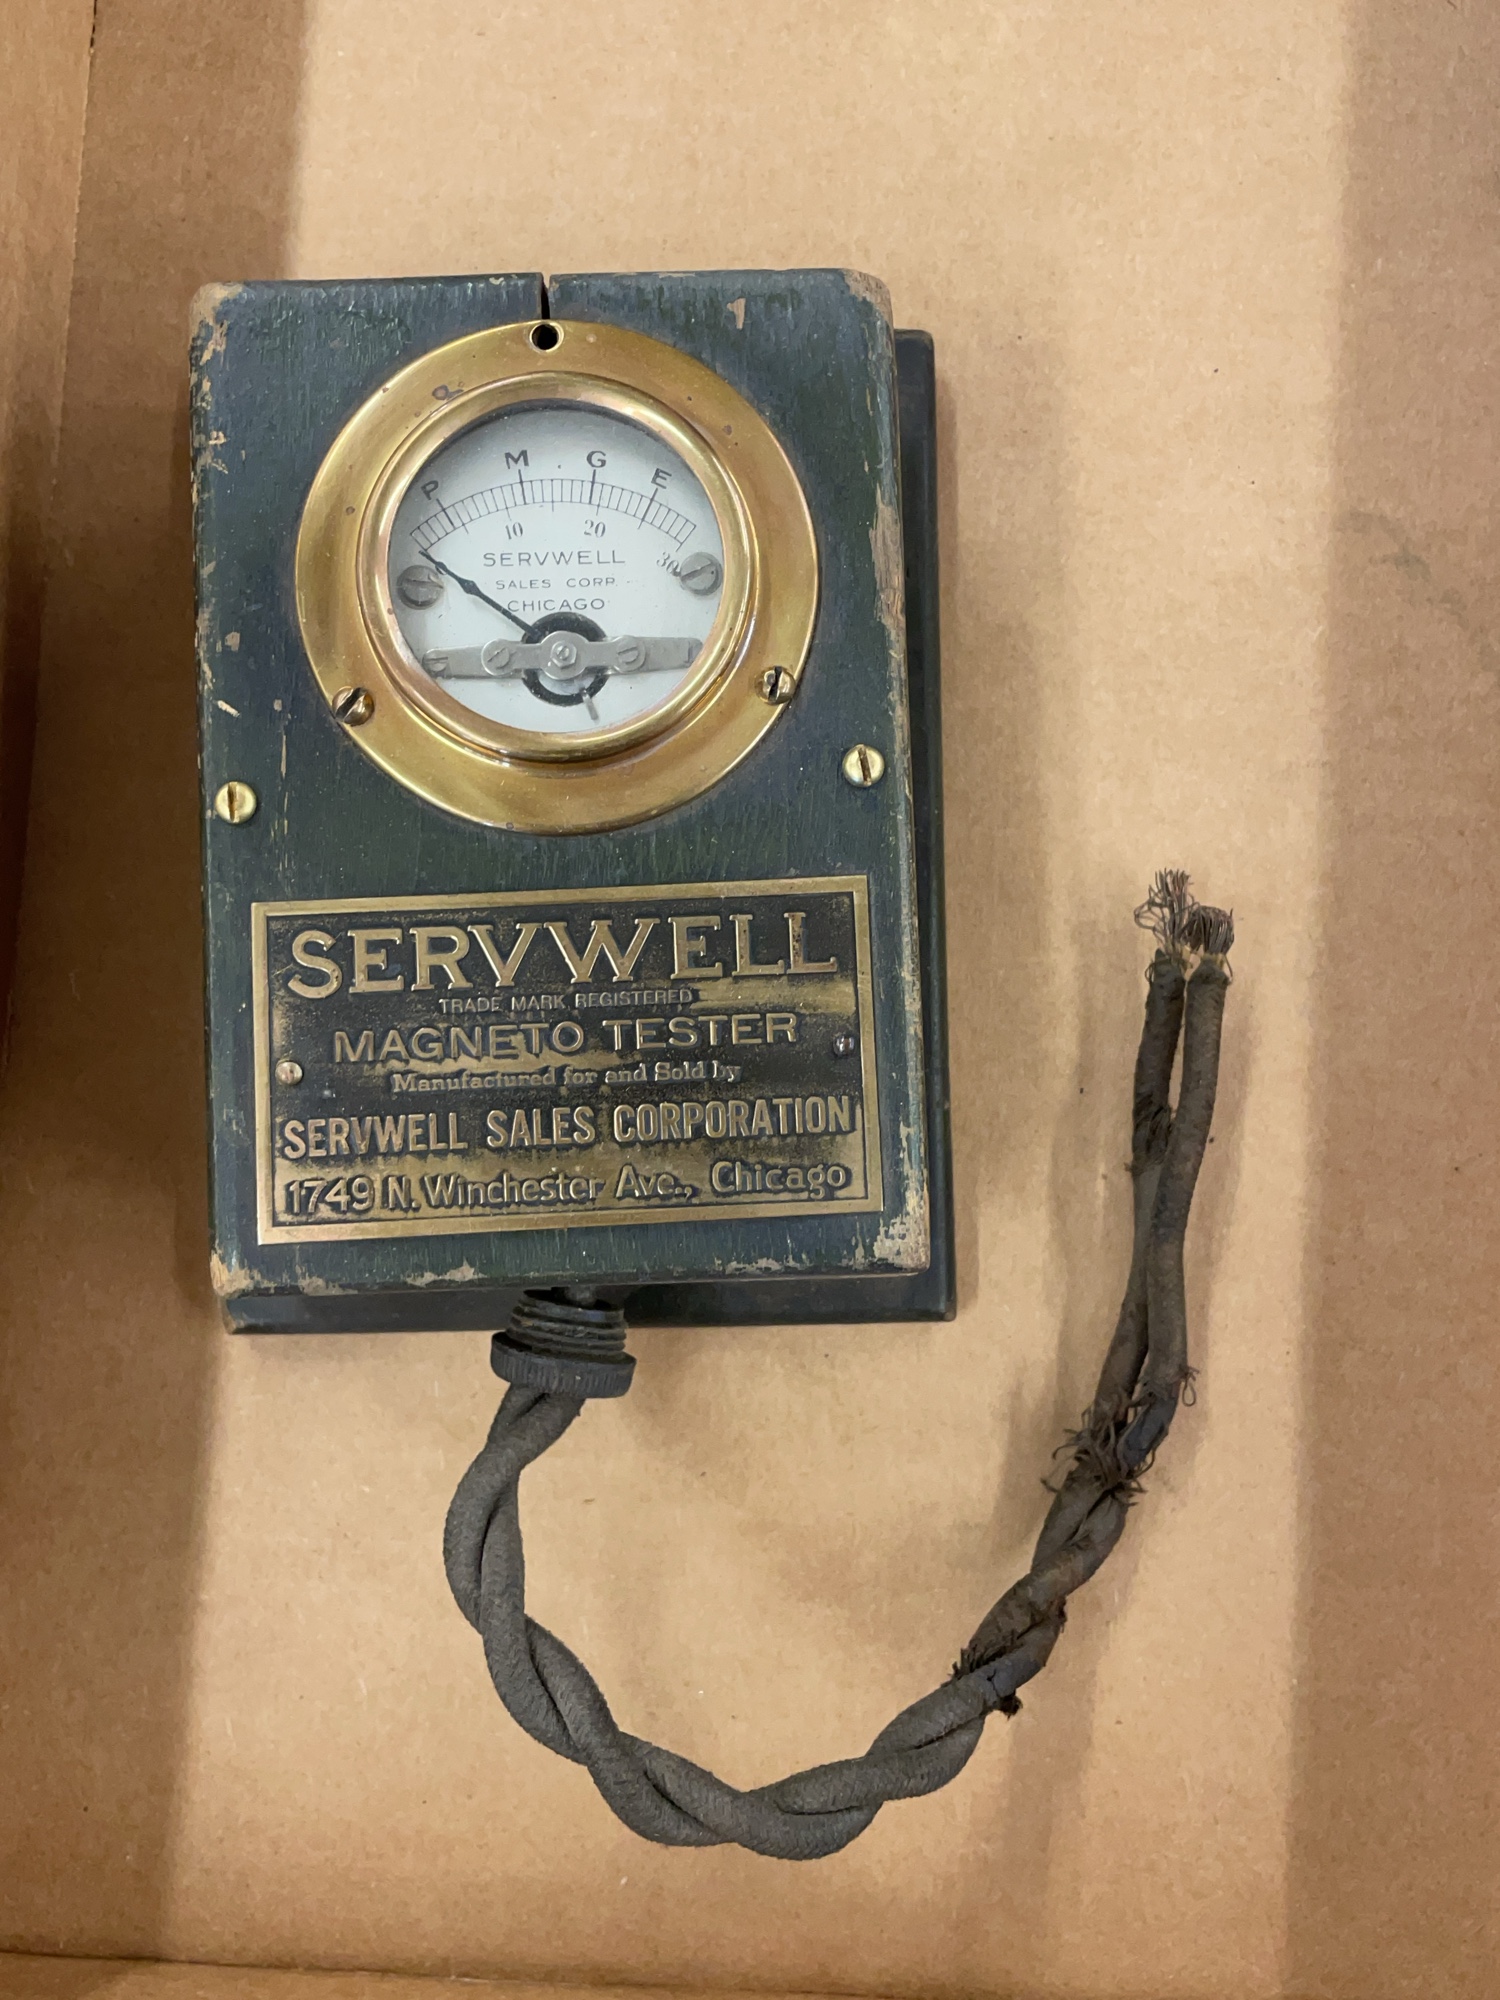 P M G E
10 20 30
SERVWELL
SALES CORP.
CHICAGO
SERVWELL
TRADE MARK REGISTERED
MAGNETO TESTER
Manufactured for and Sold by
SERVWELL SALES CORPORATION
1749 N. Winchester Ave., Chicago